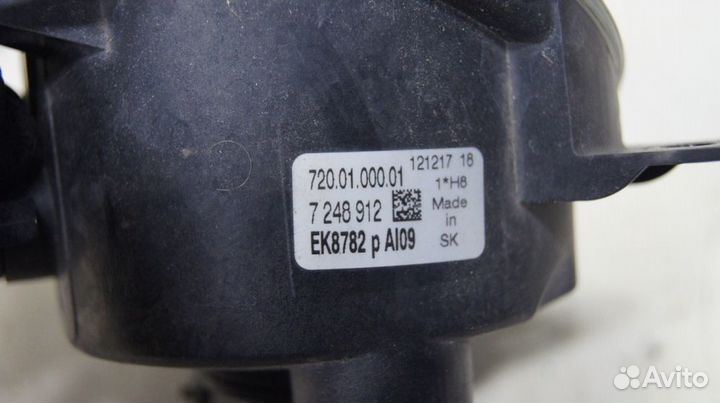 720.01.000.01 121217 18
7 248 912 1*H8
EK8782 p AI09 Made
in
SK
Avito